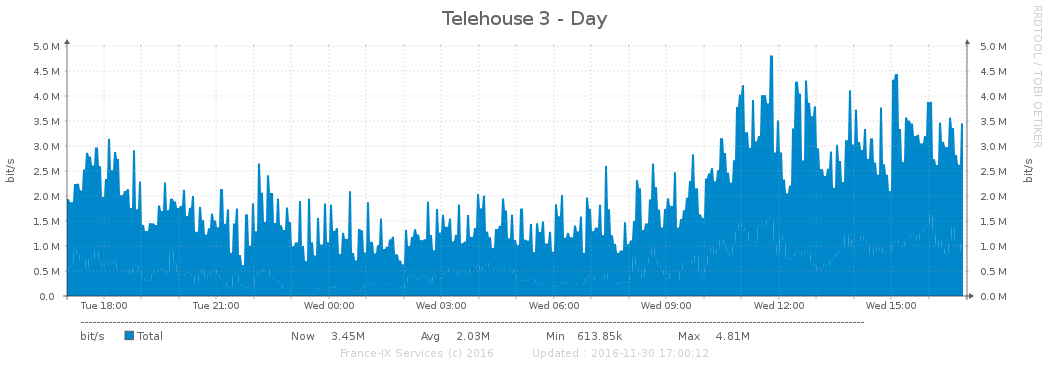 Telehouse 3 - Day
RRDTOOL / TOBI OETIKER
bit/s
5.0 M
4.5 M
4.0 M
3.5 M
3.0 M
2.5 M
2.0 M
1.5 M
1.0 M
0.5 M
0.0
5.0 M
4.5 M
4.0 M
3.5 M
3.0 M
2.5 M
2.0 M
1.5 M
1.0 M
0.5 M
0.0 M
bit/s
Tue 18:00 Tue 21:00 Wed 00:00 Wed 03:00 Wed 06:00 Wed 09:00 Wed 12:00 Wed 15:00
bit/s Total Now 3.45M Avg 2.03M Min 613.85k Max 4.81M
France-IX Services (c) 2016 Updated : 2016-11-30 17:00:12